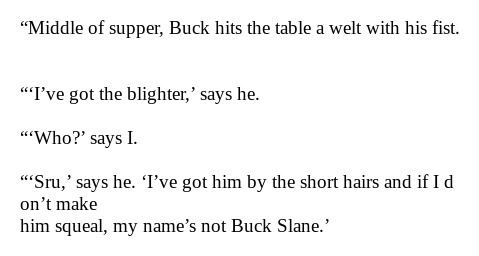 “Middle of supper, Buck hits the table a welt with his fist.
“‘I’ve got the blighter,’ says he.
“‘Who?’ says I.
“‘Sru,’ says he. ‘I’ve got him by the short hairs and if I d
on’t make
him squeal, my name’s not Buck Slane.’